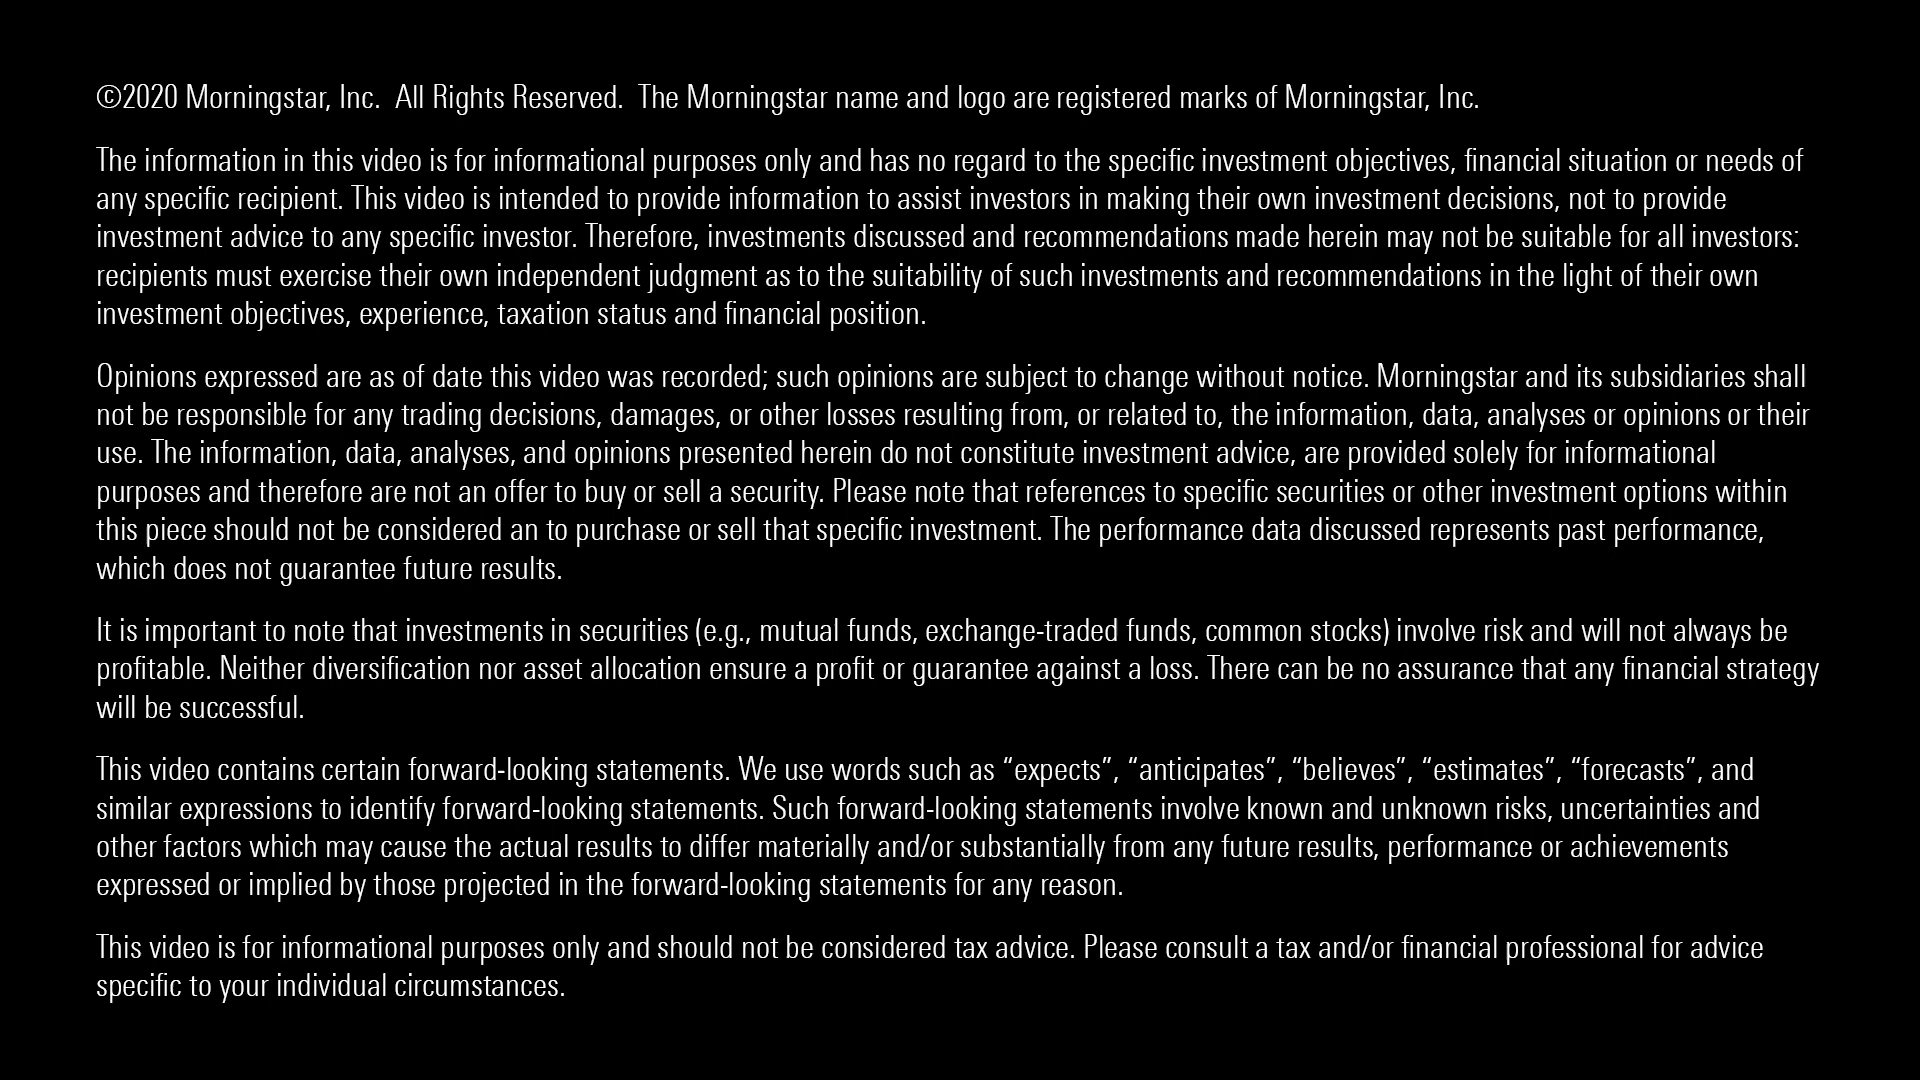 ©2020 Morningstar, Inc.  All Rights Reserved.  The Morningstar name and logo are registered marks of Morningstar, Inc.
The information in this video is for informational purposes only and has no regard to the specific investment objectives, financial situation or needs of
any specific recipient. This video is intended to provide information to assist investors in making their own investment decisions, not to provide
investment advice to any specific investor. Therefore, investments discussed and recommendations made herein may not be suitable for all investors:
recipients must exercise their own independent judgment as to the suitability of such investments and recommendations in the light of their own
investment objectives, experience, taxation status and financial position.
Opinions expressed are as of date this video was recorded; such opinions are subject to change without notice. Morningstar and its subsidiaries shall
not be responsible for any trading decisions, damages, or other losses resulting from, or related to, the information, data, analyses or opinions or their
use. The information, data, analyses, and opinions presented herein do not constitute investment advice, are provided solely for informational
purposes and therefore are not an offer to buy or sell a security. Please note that references to specific securities or other investment options within
this piece should not be considered an to purchase or sell that specific investment. The performance data discussed represents past performance,
which does not guarantee future results.
It is important to note that investments in securities (e.g., mutual funds, exchange-traded funds, common stocks) involve risk and will not always be
profitable. Neither diversification nor asset allocation ensure a profit or guarantee against a loss. There can be no assurance that any financial strategy
will be successful.
This video contains certain forward-looking statements. We use words such as “expects”, “anticipates”, “believes”, “estimates”, “forecasts”, and
similar expressions to identify forward-looking statements. Such forward-looking statements involve known and unknown risks, uncertainties and
other factors which may cause the actual results to differ materially and/or substantially from any future results, performance or achievements
expressed or implied by those projected in the forward-looking statements for any reason.
This video is for informational purposes only and should not be considered tax advice. Please consult a tax and/or financial professional for advice
specific to your individual circumstances.